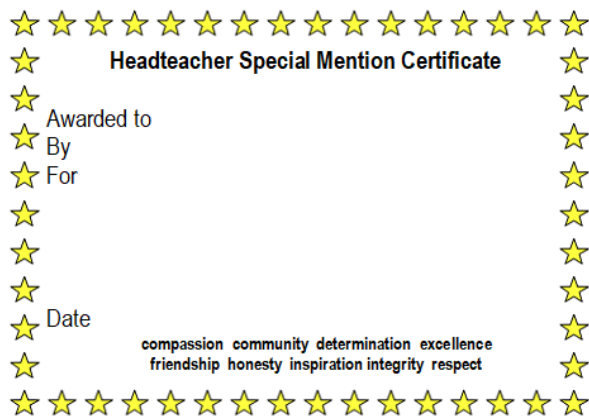 Headteacher Special Mention Certificate
Awarded to
By
For
Date
compassion community determination excellence
friendship honesty inspiration integrity respect